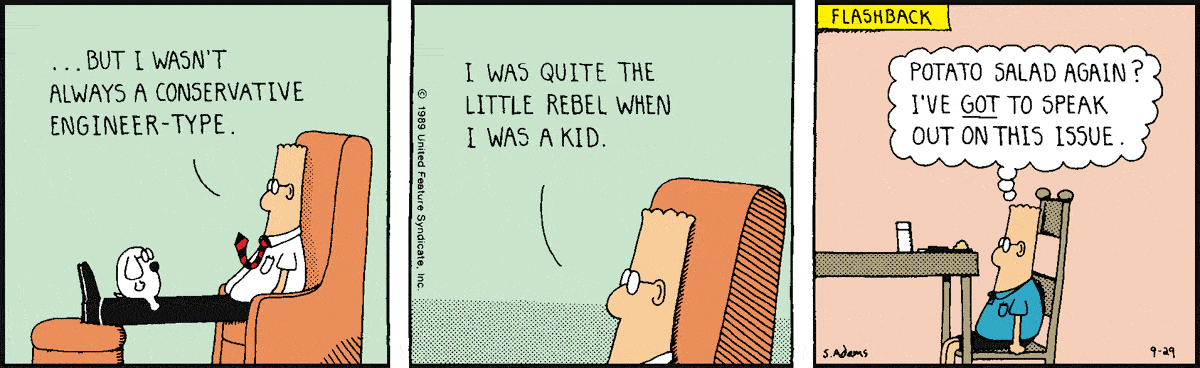 ...BUT I WASN'T
ALWAYS A CONSERVATIVE
ENGINEER-TYPE.
© 1989 United Feature Syndicate, Inc.
I WAS QUITE THE
LITTLE REBEL WHEN
I WAS A KID.
FLASHBACK
POTATO SALAD AGAIN?
I'VE GOT TO SPEAK
OUT ON THIS ISSUE.
S. Adams
9-29